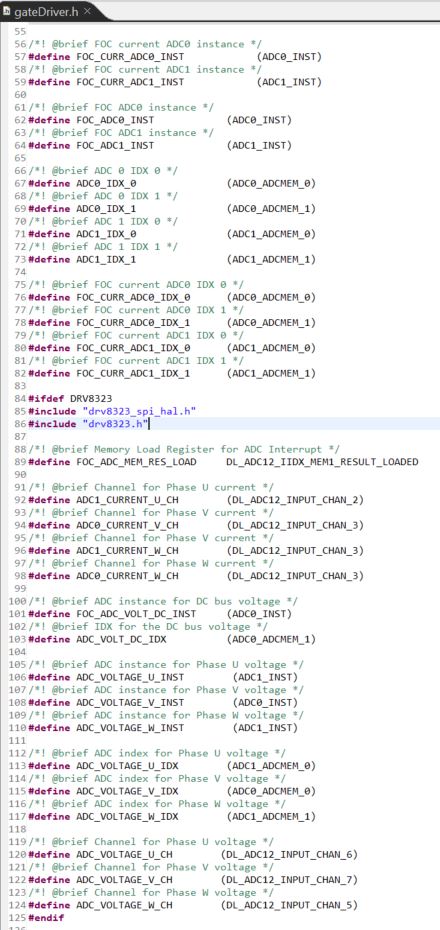 gateDriver.h ×
55
56 /*! @brief FOC current ADC0 instance */
57 #define FOC_CURR_ADC0_INST (ADC0_INST)
58 /*! @brief FOC current ADC1 instance */
59 #define FOC_CURR_ADC1_INST (ADC1_INST)
60
61 /*! @brief FOC ADC0 instance */
62 #define FOC_ADC0_INST (ADC0_INST)
63 /*! @brief FOC ADC1 instance */
64 #define FOC_ADC1_INST (ADC1_INST)
65
66 /*! @brief ADC 0 IDX 0 */
67 #define ADC0_IDX_0 (ADC0_ADCMEM_0)
68 /*! @brief ADC 0 IDX 1 */
69 #define ADC0_IDX_1 (ADC0_ADCMEM_1)
70 /*! @brief ADC 1 IDX 0 */
71 #define ADC1_IDX_0 (ADC1_ADCMEM_0)
72 /*! @brief ADC 1 IDX 1 */
73 #define ADC1_IDX_1 (ADC1_ADCMEM_1)
74
75 /*! @brief FOC current ADC0 IDX 0 */
76 #define FOC_CURR_ADC0_IDX_0 (ADC0_ADCMEM_0)
77 /*! @brief FOC current ADC0 IDX 1 */
78 #define FOC_CURR_ADC0_IDX_1 (ADC0_ADCMEM_1)
79 /*! @brief FOC current ADC1 IDX 0 */
80 #define FOC_CURR_ADC1_IDX_0 (ADC1_ADCMEM_0)
81 /*! @brief FOC current ADC1 IDX 1 */
82 #define FOC_CURR_ADC1_IDX_1 (ADC1_ADCMEM_1)
83
84 #ifdef DRV8323
85 #include "drv8323_spi_hal.h"
86 #include "drv8323.h"
87
88 /*! @brief Memory Load Register for ADC Interrupt */
89 #define FOC_ADC_MEM_RES_LOAD DL_ADC12_IIDX_MEM1_RESULT_LOADED
90
91 /*! @brief Channel for Phase U current */
92 #define ADC1_CURRENT_U_CH (DL_ADC12_INPUT_CHAN_2)
93 /*! @brief Channel for Phase V current */
94 #define ADC0_CURRENT_V_CH (DL_ADC12_INPUT_CHAN_3)
95 /*! @brief Channel for Phase V current */
96 #define ADC1_CURRENT_W_CH (DL_ADC12_INPUT_CHAN_3)
97 /*! @brief Channel for Phase W current */
98 #define ADC0_CURRENT_W_CH (DL_ADC12_INPUT_CHAN_3)
99
100 /*! @brief ADC instance for DC bus voltage */
101 #define FOC_ADC_VOLT_DC_INST (ADC0_INST)
102 /*! @brief IDX for the DC bus voltage */
103 #define ADC_VOLT_DC_IDX (ADC0_ADCMEM_1)
104
105 /*! @brief ADC instance for Phase U voltage */
106 #define ADC_VOLTAGE_U_INST (ADC1_INST)
107 /*! @brief ADC instance for Phase V voltage */
108 #define ADC_VOLTAGE_V_INST (ADC0_INST)
109 /*! @brief ADC instance for Phase W voltage */
110 #define ADC_VOLTAGE_W_INST (ADC1_INST)
111
112 /*! @brief ADC index for Phase U voltage */
113 #define ADC_VOLTAGE_U_IDX (ADC1_ADCMEM_0)
114 /*! @brief ADC index for Phase V voltage */
115 #define ADC_VOLTAGE_V_IDX (ADC0_ADCMEM_0)
116 /*! @brief ADC index for Phase W voltage */
117 #define ADC_VOLTAGE_W_IDX (ADC1_ADCMEM_1)
118
119 /*! @brief Channel for Phase U voltage */
120 #define ADC_VOLTAGE_U_CH (DL_ADC12_INPUT_CHAN_6)
121 /*! @brief Channel for Phase V voltage */
122 #define ADC_VOLTAGE_V_CH (DL_ADC12_INPUT_CHAN_7)
123 /*! @brief Channel for Phase W voltage */
124 #define ADC_VOLTAGE_W_CH (DL_ADC12_INPUT_CHAN_5)
125 #endif